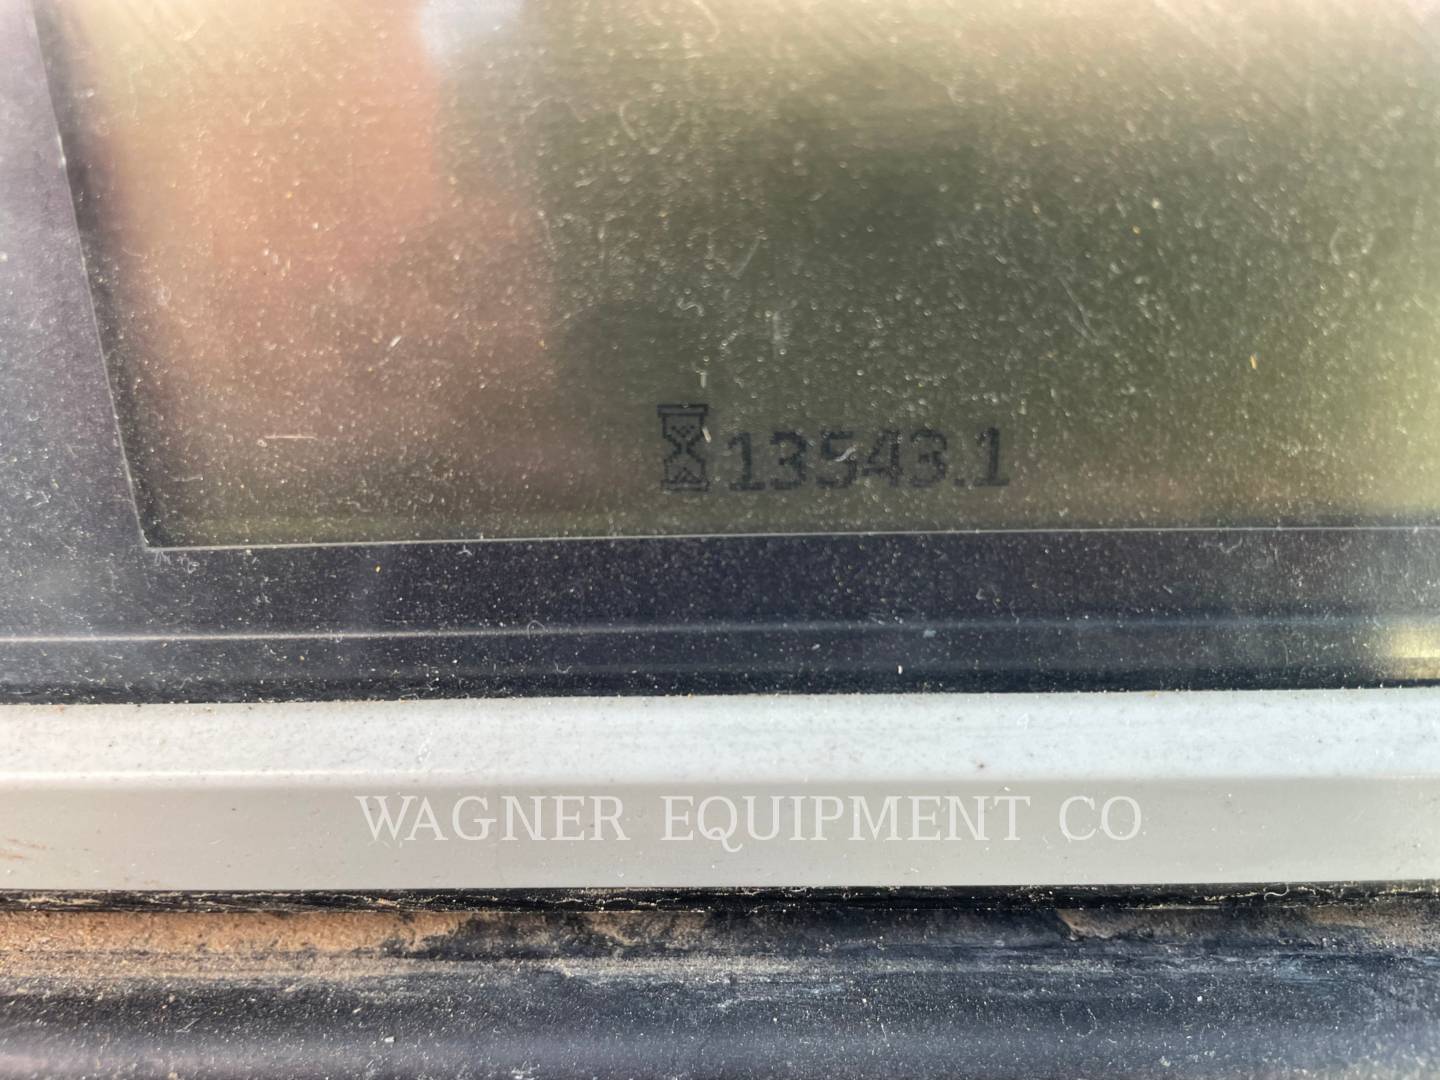 13543.1
WAGNER EQUIPMENT CO